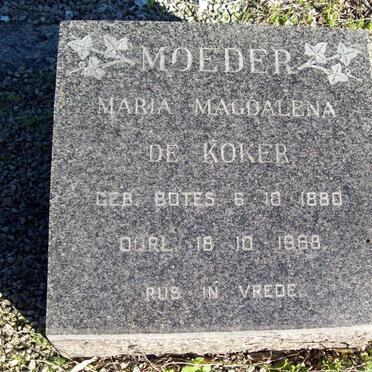 MOEDER
MARIA MAGDALENA
DE KOKER
GEB. BOTES 6 · 10 · 1880
OORL. 18 · 10 · 1968
RUS IN VREDE.